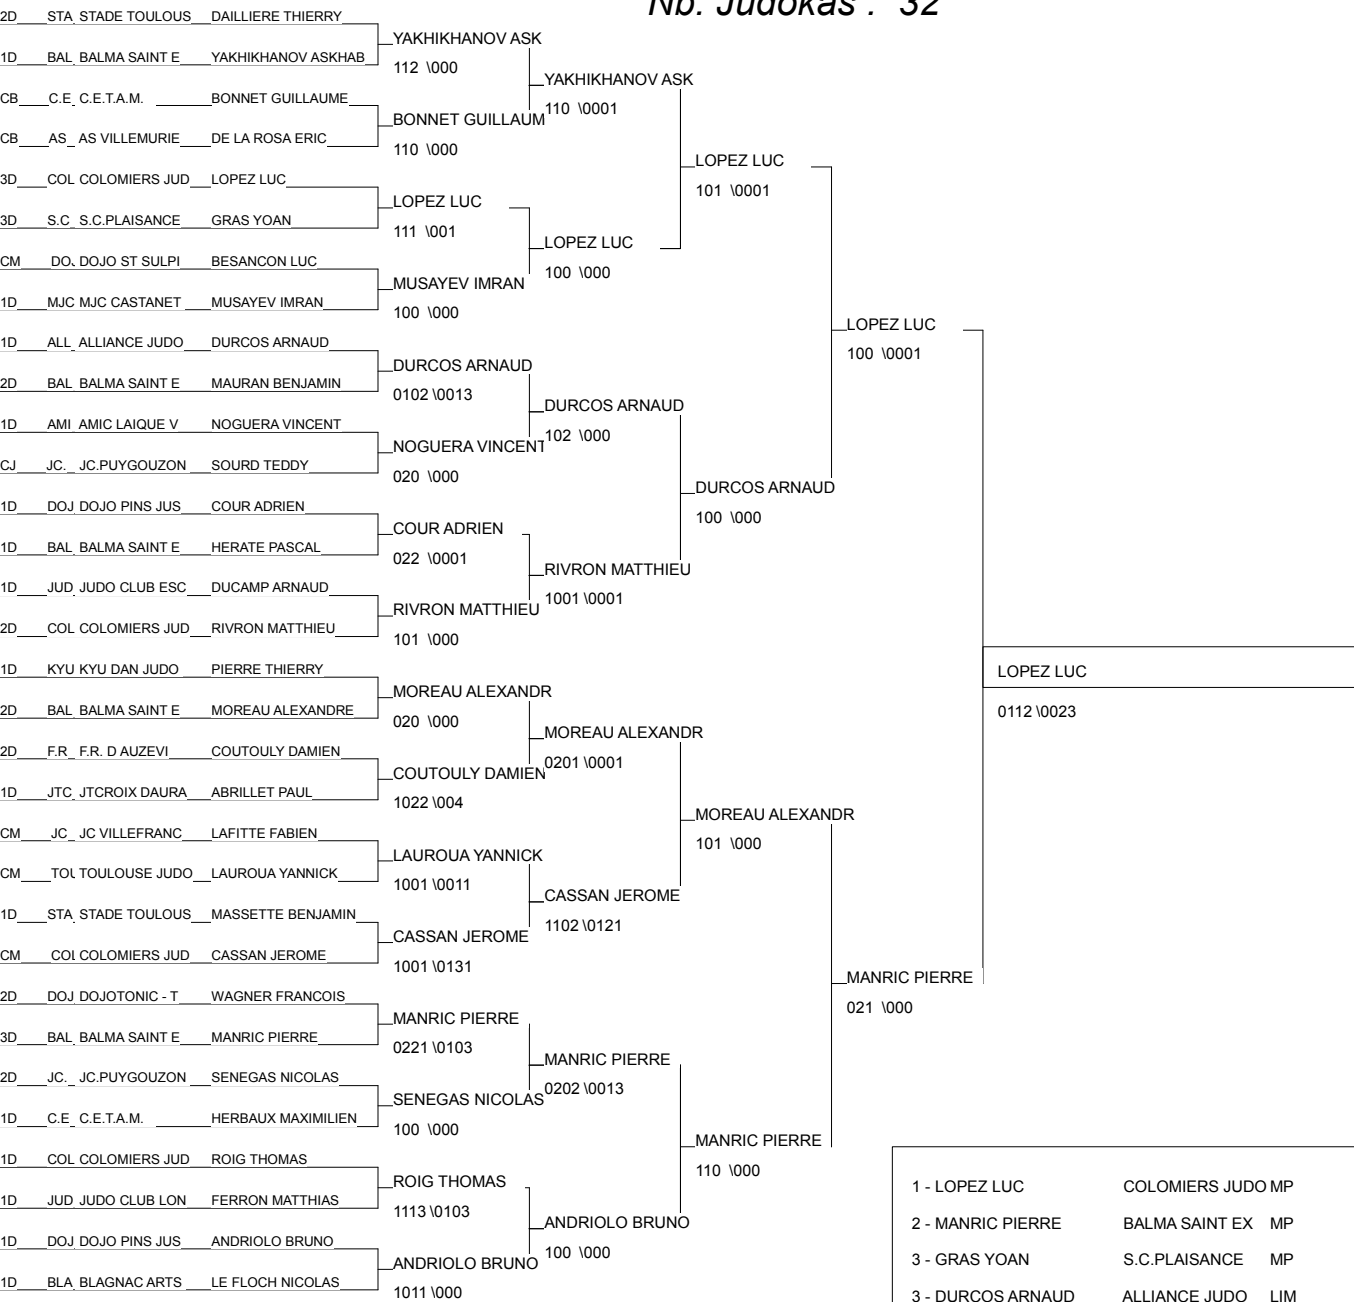 Nb. Judokas : 32
2D STA STADE TOULOUS DAILLIERE THIERRY
YAKHIKHANOV ASK
1D BAL BALMA SAINT E YAKHIKHANOV ASKHAB
112 \000
YAKHIKHANOV ASK
CB C.E C.E.T.A.M. BONNET GUILLAUME
110 \0001
BONNET GUILLAUM
CB AS AS VILLEMURIE DE LA ROSA ERIC
110 \000
LOPEZ LUC
3D COL COLOMIERS JUD LOPEZ LUC
101 \0001
LOPEZ LUC
3D S.C S.C.PLAISANCE GRAS YOAN
111 \001
LOPEZ LUC
CM DOJ DOJO ST SULPI BESANCON LUC
100 \000
MUSAYEV IMRAN
1D MJC MJC CASTANET MUSAYEV IMRAN
100 \000
LOPEZ LUC
1D ALL ALLIANCE JUDO DURCOS ARNAUD
100 \0001
DURCOS ARNAUD
2D BAL BALMA SAINT E MAURAN BENJAMIN
0102 \0013
DURCOS ARNAUD
1D AMI AMIC LAIQUE V NOGUERA VINCENT
102 \000
NOGUERA VINCENT
CJ JC. JC.PUYGOUZON SOURD TEDDY
020 \000
DURCOS ARNAUD
1D DOJ DOJO PINS JUS COUR ADRIEN
100 \000
COUR ADRIEN
1D BAL BALMA SAINT E HERATE PASCAL
022 \0001
RIVRON MATTHIEU
1D JUD JUDO CLUB ESC DUCAMP ARNAUD
1001 \0001
RIVRON MATTHIEU
2D COL COLOMIERS JUD RIVRON MATTHIEU
101 \000
1D KYU KYU DAN JUDO PIERRE THIERRY
LOPEZ LUC
MOREAU ALEXANDR
2D BAL BALMA SAINT E MOREAU ALEXANDRE
0112 \0023
020 \000
MOREAU ALEXANDR
2D F.R F.R. D AUZEVI COUTOULY DAMIEN
0201 \0001
COUTOULY DAMIEN
1D JTC JTCROIX DAURA ABRILLET PAUL
1022 \004
MOREAU ALEXANDR
CM JC JC VILLEFRANC LAFITTE FABIEN
101 \000
LAUROUA YANNICK
CM TOU TOULOUSE JUDO LAUROUA YANNICK
1001 \0011
CASSAN JEROME
1D STA STADE TOULOUS MASSETTE BENJAMIN
1102 \0121
CASSAN JEROME
CM COL COLOMIERS JUD CASSAN JEROME
1001 \0131
MANRIC PIERRE
2D DOJ DOJOTONIC - T WAGNER FRANCOIS
021 \000
MANRIC PIERRE
3D BAL BALMA SAINT E MANRIC PIERRE
0221 \0103
MANRIC PIERRE
2D JC. JC.PUYGOUZON SENEGAS NICOLAS
0202 \0013
SENEGAS NICOLAS
1D C.E C.E.T.A.M. HERBAUX MAXIMILIEN
100 \000
MANRIC PIERRE
1D COL COLOMIERS JUD ROIG THOMAS
110 \000
ROIG THOMAS
1D JUD JUDO CLUB LON FERRON MATTHIAS
1113 \0103
ANDRIOLO BRUNO
1D DOJ DOJO PINS JUS ANDRIOLO BRUNO
100 \000
ANDRIOLO BRUNO
1D BLA BLAGNAC ARTS LE FLOCH NICOLAS
1011 \000
1 - LOPEZ LUC COLOMIERS JUDO MP
2 - MANRIC PIERRE BALMA SAINT EX MP
3 - GRAS YOAN S.C.PLAISANCE MP
3 - DURCOS ARNAUD ALLIANCE JUDO LIM